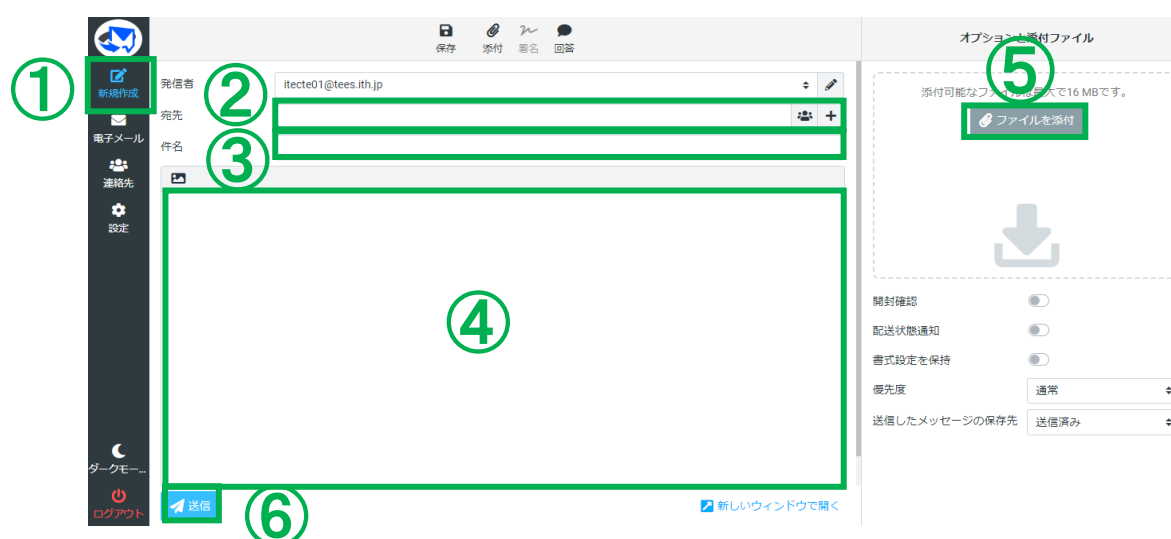 保存 添付 署名 回答
オプションと添付ファイル
①
新規作成
電子メール
連絡先
設定
ダークモー...
ログアウト
発信者 itecte01@tees.ith.jp
②
宛先
③
件名
④
送信
⑥
新しいウィンドウで開く
⑤
添付可能なファイルは最大で16 MBです。
ファイルを添付
開封確認
配送状態通知
書式設定を保持
優先度 通常
送信したメッセージの保存先 送信済み